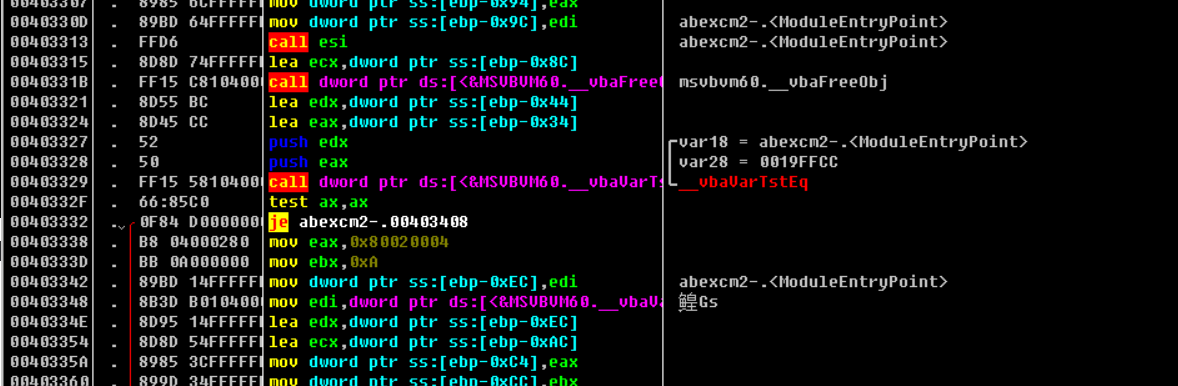 00403307 . 8985 6CFFFFFF mov dword ptr ss:[ebp-0x94],eax
0040330D . 89BD 64FFFFFF mov dword ptr ss:[ebp-0x9C],edi abexcm2-.<ModuleEntryPoint>
00403313 . FFD6 call esi abexcm2-.<ModuleEntryPoint>
00403315 . 8D8D 74FFFFFF lea ecx,dword ptr ss:[ebp-0x8C]
0040331B . FF15 C8104000 call dword ptr ds:[<&MSVBVM60.__vbaFreeO msvbvm60.__vbaFreeObj
00403321 . 8D55 BC lea edx,dword ptr ss:[ebp-0x44]
00403324 . 8D45 CC lea eax,dword ptr ss:[ebp-0x34]
00403327 . 52 push edx var18 = abexcm2-.<ModuleEntryPoint>
00403328 . 50 push eax var28 = 0019FFCC
00403329 . FF15 58104000 call dword ptr ds:[<&MSVBVM60.__vbaVarTs __vbaVarTstEq
0040332F . 66:85C0 test ax,ax
00403332 . 0F84 D0000000 je abexcm2-.00403408
00403338 . B8 04000280 mov eax,0x80020004
0040333D . BB 0A000000 mov ebx,0xA
00403342 . 89BD 14FFFFFF mov dword ptr ss:[ebp-0xEC],edi abexcm2-.<ModuleEntryPoint>
00403348 . 8B3D B0104000 mov edi,dword ptr ds:[<&MSVBVM60.__vbaVa Gs
0040334E . 8D95 14FFFFFF lea edx,dword ptr ss:[ebp-0xEC]
00403354 . 8D8D 54FFFFFF lea ecx,dword ptr ss:[ebp-0xAC]
0040335A . 8985 3CFFFFFF mov dword ptr ss:[ebp-0xC4],eax
00403360 . 899D 34FFFFFF mov dword ptr ss:[ebp-0xCC],ebx